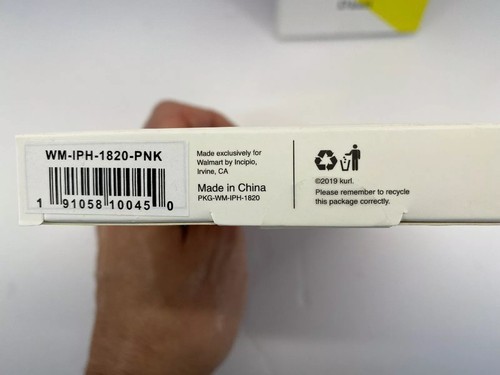 WM-IPH-1820-PNK
1 91058 10045 0
Made exclusively for
Walmart by Incipio,
Irvine, CA
Made in China
PKG-WM-IPH-1820
©2019 kurl.
Please remember to recycle
this package correctly.